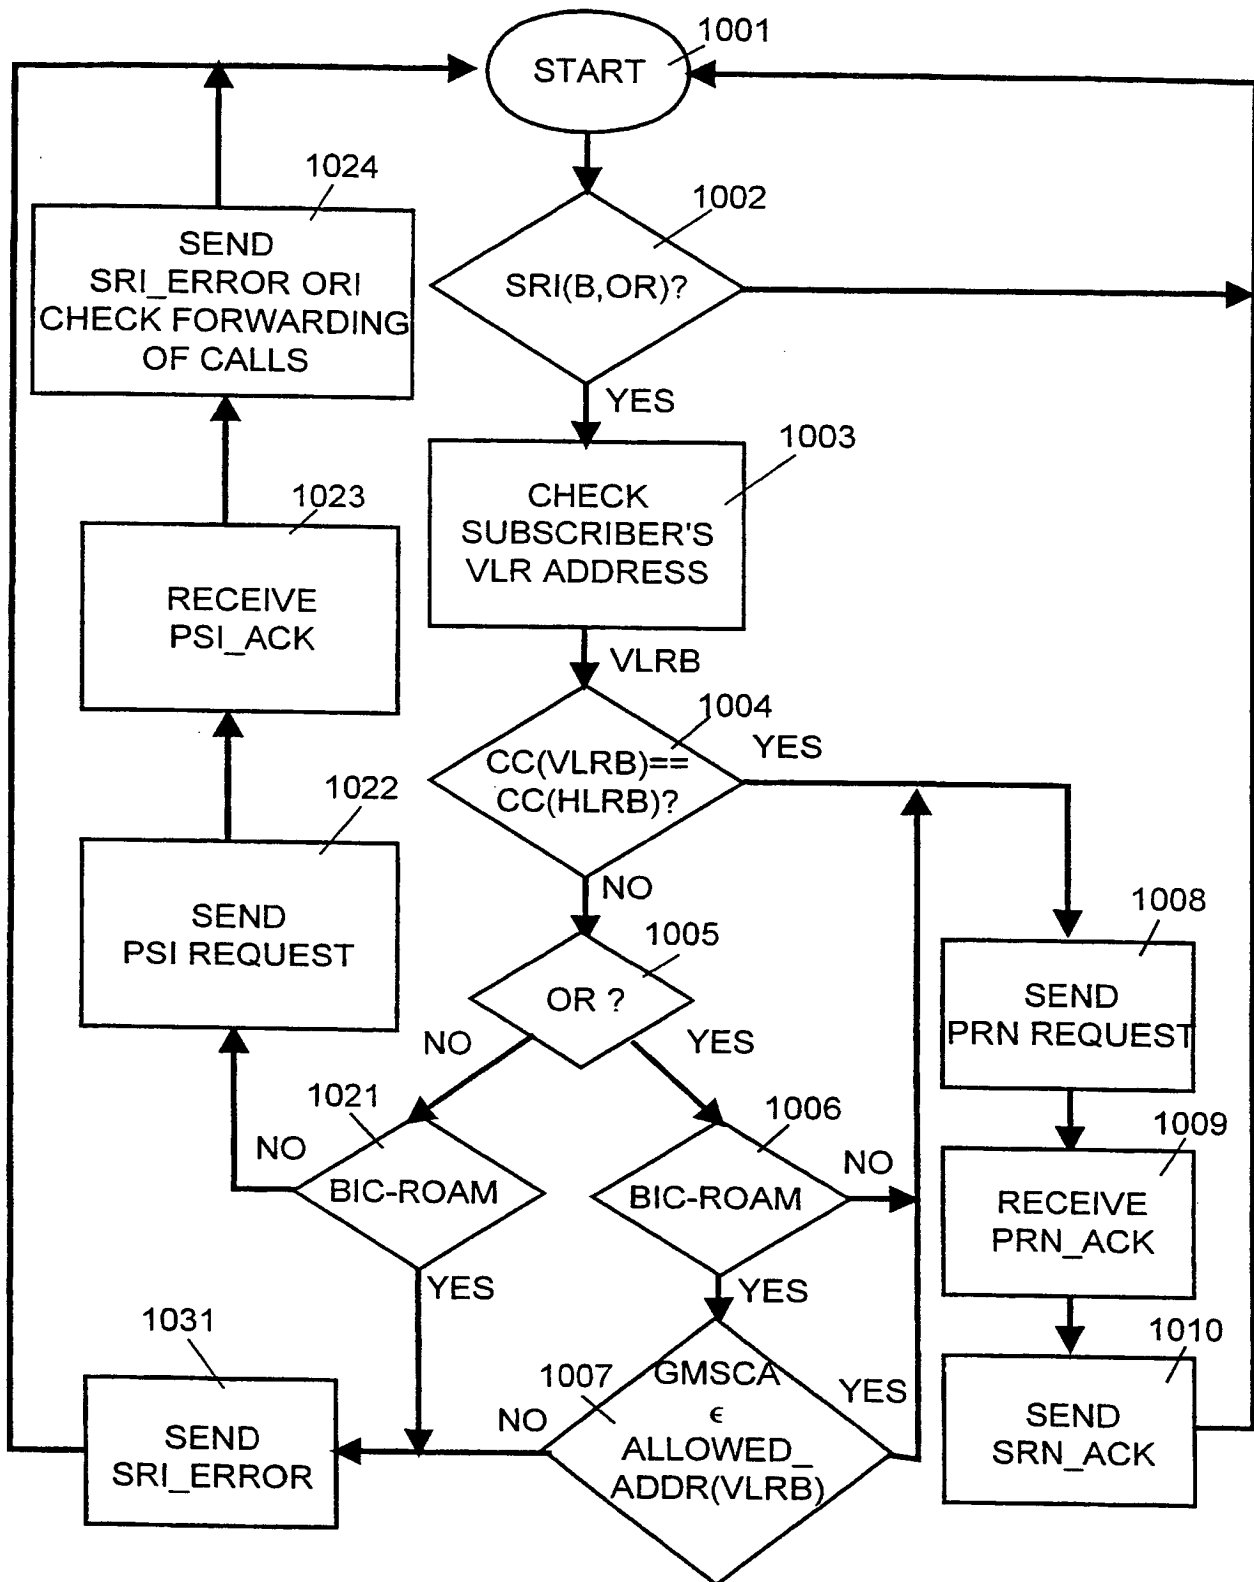 1001
START
1002
SRI(B,OR)?
YES
1003
CHECK
SUBSCRIBER'S
VLR ADDRESS
VLRB
1004
CC(VLRB)==
CC(HLRB)?
YES
NO
1005
OR ?
NO
YES
1021
BIC-ROAM
NO
YES
1006
BIC-ROAM
NO
YES
1007
GMSCA
ϵ
ALLOWED_
ADDR(VLRB)
NO
YES
1008
SEND
PRN REQUEST
1009
RECEIVE
PRN_ACK
1010
SEND
SRN_ACK
1022
SEND
PSI REQUEST
1023
RECEIVE
PSI_ACK
1024
SEND
SRI_ERROR ORI
CHECK FORWARDING
OF CALLS
1031
SEND
SRI_ERROR